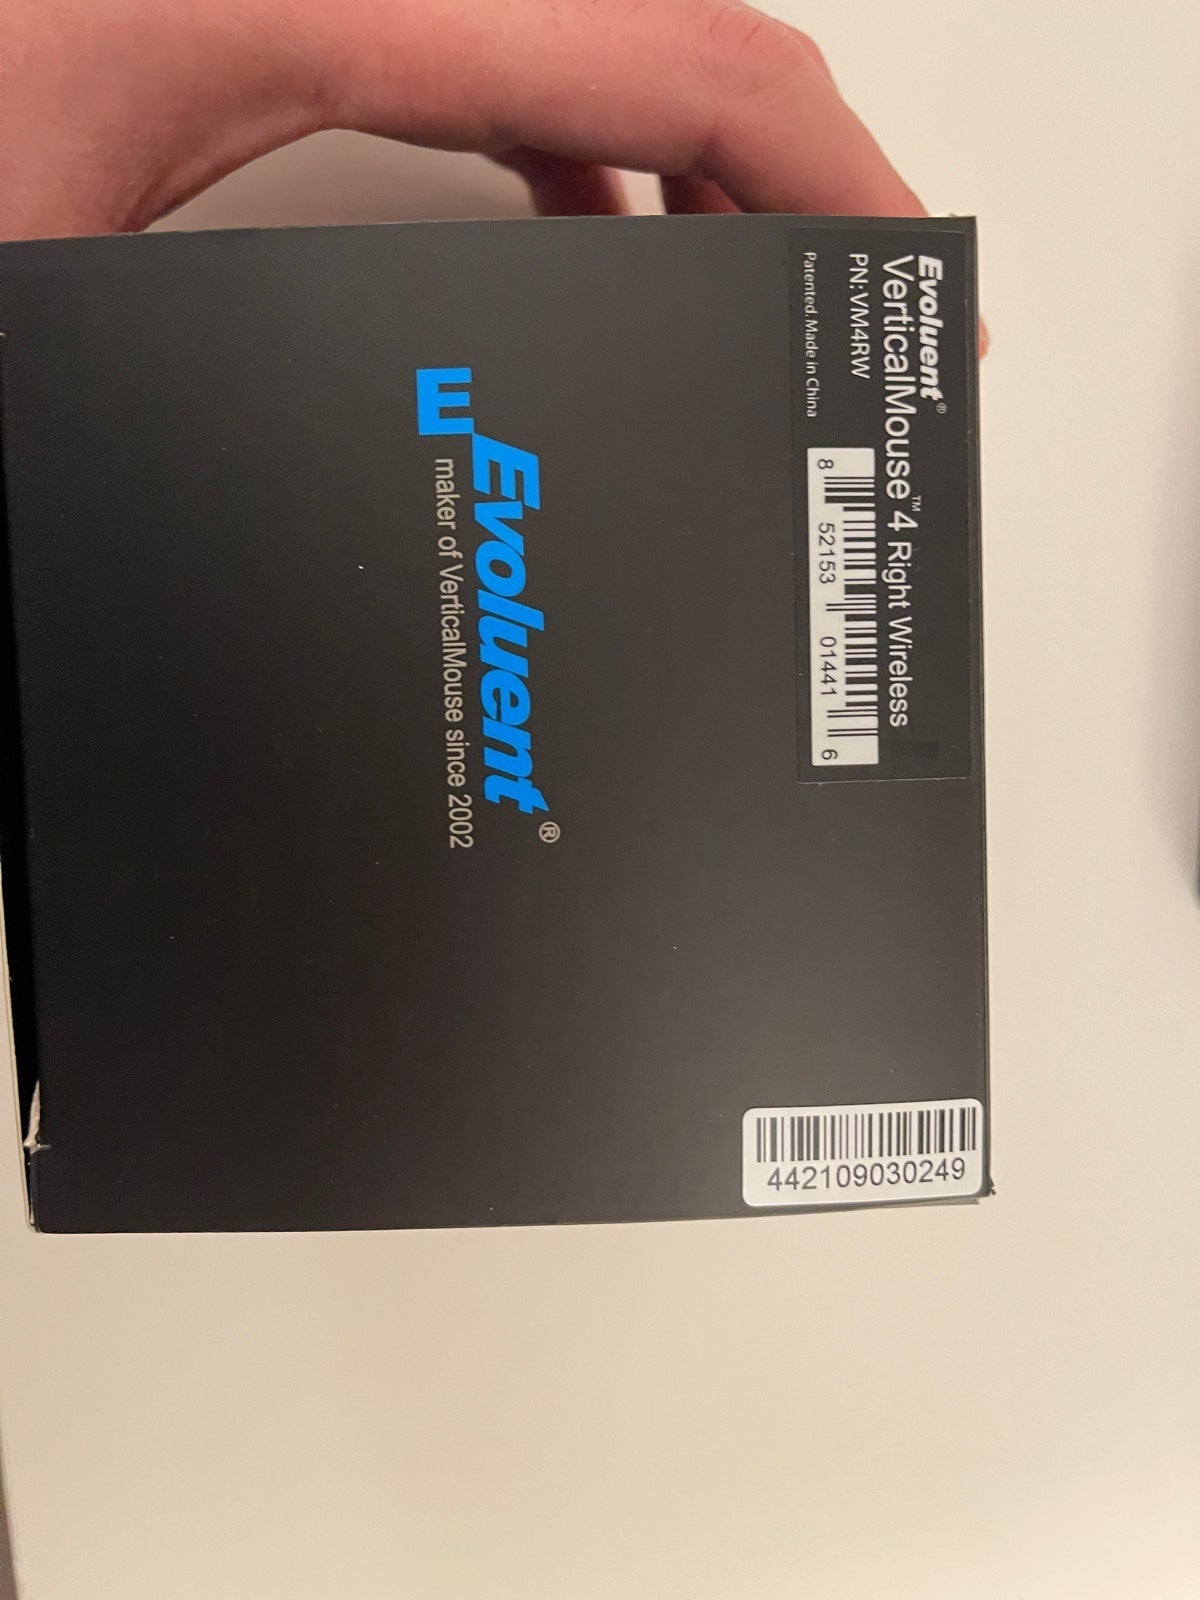 Evoluent®
VerticalMouse™ 4 Right Wireless
PN:VM4RW
Patented. Made in China
8 52153 01441 6
E Evoluent®
maker of VerticalMouse since 2002
442109030249